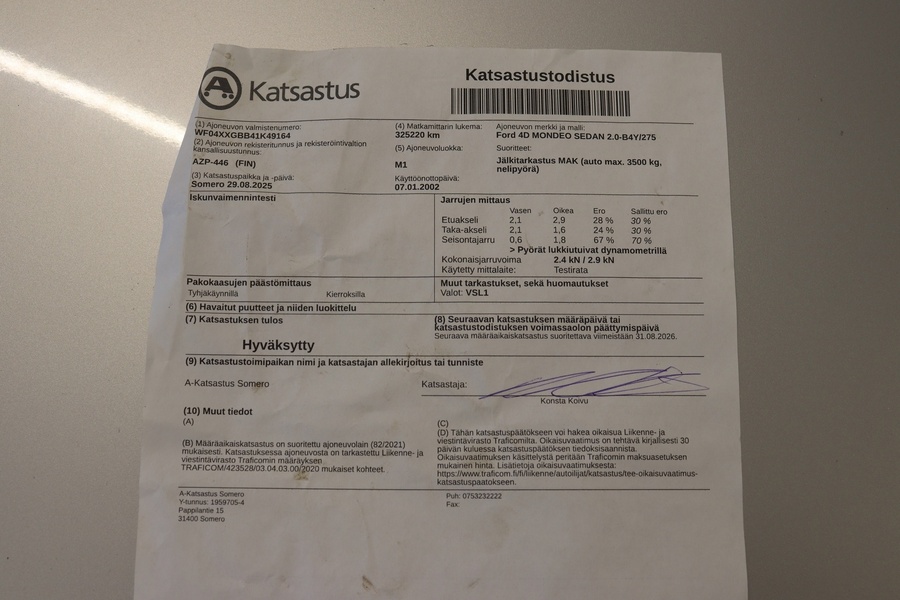 A Katsastus
Katsastustodistus
(1) Ajoneuvon valmistenumero:
WF04XXGBB41K49164
(2) Ajoneuvon rekisteritunnus ja rekisteröintivaltion
kansallisuustunnus:
AZP-446 (FIN)
(3) Katsastuspaikka ja -päivä:
Somero 29.08.2025
(4) Matkamittarin lukema:
325220 km
(5) Ajoneuvoluokka:
M1
Käyttöönottopäivä:
07.01.2002
Ajoneuvon merkki ja malli:
Ford 4D MONDEO SEDAN 2.0-B4Y/275
Suoritteet:
Jälkitarkastus MAK (auto max. 3500 kg,
nelipyörä)
Iskunvaimennintesti
Jarrujen mittaus
Vasen Oikea Ero Sallittu ero
Etuakseli 2,1 2,9 28 % 30 %
Taka-akseli 2,1 1,6 24 % 30 %
Seisontajarru 0,6 1,8 67 % 70 %
> Pyörät lukkiutuivat dynamometrillä
Kokonaisjarruvoima 2.4 kN / 2.9 kN
Käytetty mittalaite: Testirata
Pakokaasujen päästömittaus
Tyhjäkäynnillä Kierroksilla
Muut tarkastukset, sekä huomautukset
Valot: VSL1
(6) Havaitut puutteet ja niiden luokittelu
(7) Katsastuksen tulos
Hyväksytty
(8) Seuraavan katsastuksen määräpäivä tai
katsastustodistuksen voimassaolon päättymispäivä
Seuraava määräaikaiskatsastus suoritettava viimeistään 31.08.2026.
(9) Katsastustoimipaikan nimi ja katsastajan allekirjoitus tai tunniste
A-Katsastus Somero
Katsastaja:
Konsta Koivu
(10) Muut tiedot
(A)
(B) Määräaikaiskatsastus on suoritettu ajoneuvolain (82/2021)
mukaisesti. Katsastuksessa ajoneuvosta on tarkastettu Liikenne- ja
viestintävirasto Traficomin määräyksen
TRAFICOM/423528/03.04.03.00/2020 mukaiset kohteet.
(C)
(D) Tähän katsastuspäätökseen voi hakea oikaisua Liikenne- ja
viestintävirasto Traficomilta. Oikaisuvaatimus on tehtävä kirjallisesti 30
päivän kuluessa katsastuspäätöksen tiedoksisaannista.
Oikaisuvaatimuksen käsittelystä peritään Traficomin maksuasetuksen
mukainen hinta. Lisätietoja oikaisuvaatimuksesta:
https://www.traficom.fi/fi/liikenne/autoilijat/katsastus/tee-oikaisuvaatimus-
katsastuspaatokseen.
A-Katsastus Somero
Y-tunnus: 1959705-4
Pappilantie 15
31400 Somero
Puh: 0753232222
Fax: